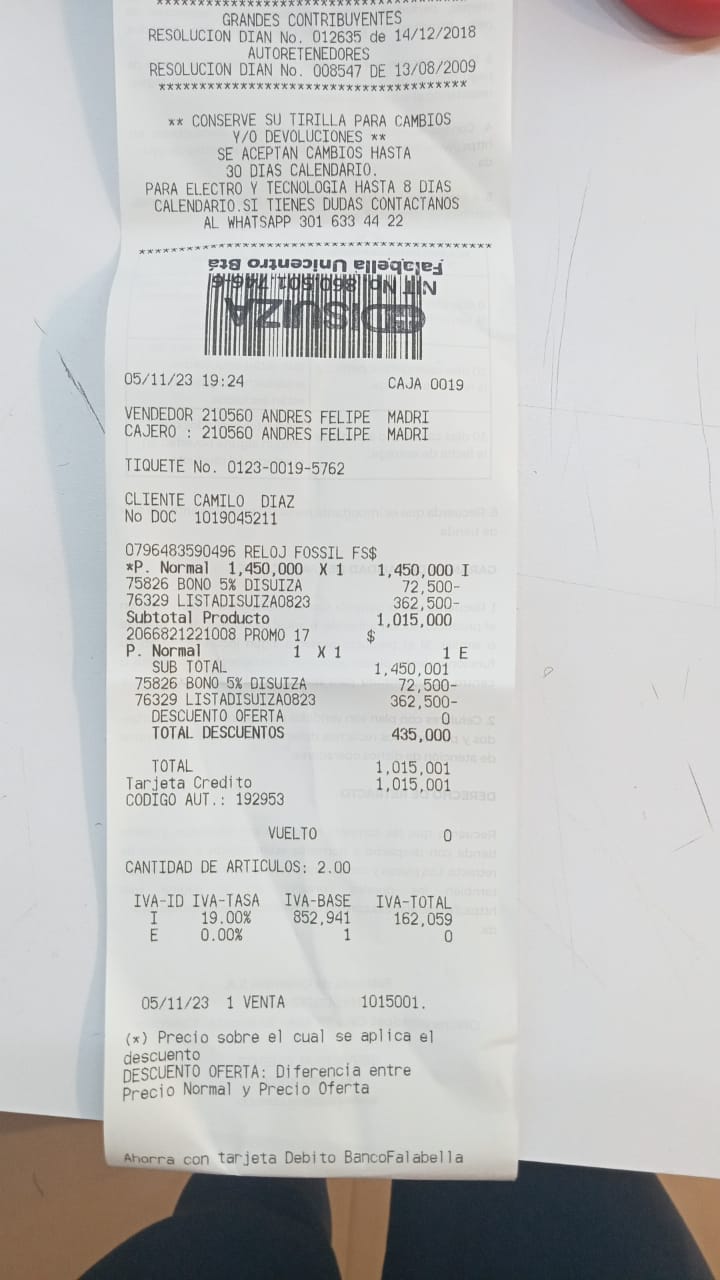 ****************************************
GRANDES CONTRIBUYENTES
RESOLUCION DIAN No. 012635 de 14/12/2018
AUTORETENEDORES
RESOLUCION DIAN No. 008547 DE 13/08/2009
****************************************
** CONSERVE SU TIRILLA PARA CAMBIOS
Y/O DEVOLUCIONES **
SE ACEPTAN CAMBIOS HASTA
30 DIAS CALENDARIO.
PARA ELECTRO Y TECNOLOGIA HASTA 8 DIAS
CALENDARIO.SI TIENES DUDAS CONTACTANOS
AL WHATSAPP 301 633 44 22
****************************************
Falabella Unicentro Btá
NIT No. 860.501.746-6
DISUIZA
05/11/23 19:24 CAJA 0019
VENDEDOR 210560 ANDRES FELIPE MADRI
CAJERO : 210560 ANDRES FELIPE MADRI
TIQUETE No. 0123-0019-5762
CLIENTE CAMILO DIAZ
No DOC 1019045211
0796483590496 RELOJ FOSSIL FS$
*P. Normal 1,450,000 X 1 1,450,000 I
75826 BONO 5% DISUIZA 72,500-
76329 LISTADISUIZA0823 362,500-
Subtotal Producto 1,015,000
2066821221008 PROMO 17 $
P. Normal 1 X 1 1 E
SUB TOTAL 1,450,001
75826 BONO 5% DISUIZA 72,500-
76329 LISTADISUIZA0823 362,500-
DESCUENTO OFERTA 0
TOTAL DESCUENTOS 435,000
TOTAL 1,015,001
Tarjeta Credito 1,015,001
CODIGO AUT.: 192953
VUELTO 0
CANTIDAD DE ARTICULOS: 2.00
IVA-ID IVA-TASA IVA-BASE IVA-TOTAL
I 19.00% 852,941 162,059
E 0.00% 1 0
05/11/23 1 VENTA 1015001.
(*) Precio sobre el cual se aplica el
descuento
DESCUENTO OFERTA: Diferencia entre
Precio Normal y Precio Oferta
Ahorra con tarjeta Debito BancoFalabella